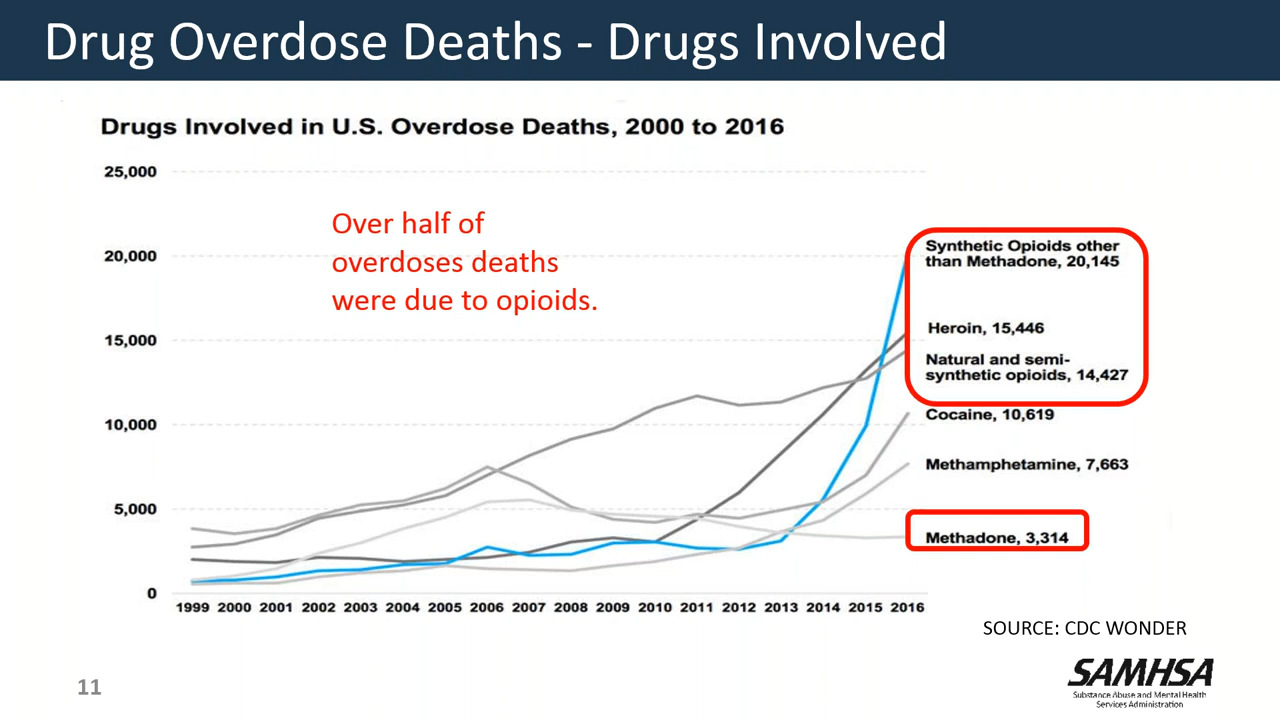 Drug Overdose Deaths - Drugs Involved
Drugs Involved in U.S. Overdose Deaths, 2000 to 2016
25,000
20,000
15,000
10,000
5,000
0
Over half of
overdoses deaths
were due to opioids.
Synthetic Opioids other
than Methadone, 20,145
Heroin, 15,446
Natural and semi-
synthetic opioids, 14,427
Cocaine, 10,619
Methamphetamine, 7,663
Methadone, 3,314
1999 2000 2001 2002 2003 2004 2005 2006 2007 2008 2009 2010 2011 2012 2013 2014 2015 2016
SOURCE: CDC WONDER
11
SAMHSA
Substance Abuse and Mental Health
Services Administration